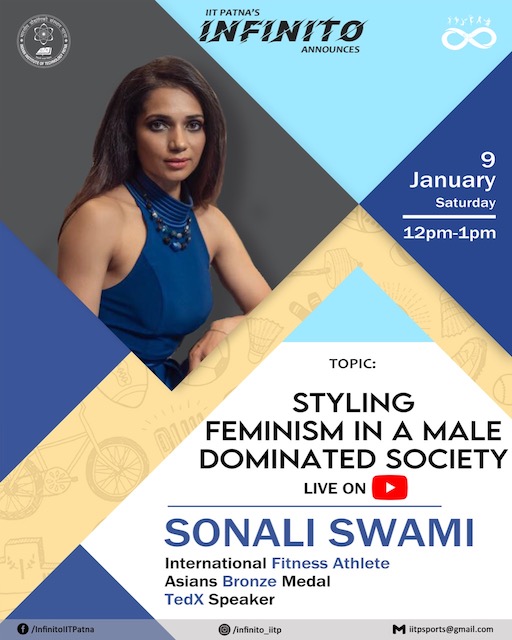 IIT PATNA'S
INFINITO
ANNOUNCES
9
January
Saturday
12pm-1pm
TOPIC:
STYLING
FEMINISM IN A MALE
DOMINATED SOCIETY
LIVE ON
SONALI SWAMI
International Fitness Athlete
Asians Bronze Medal
TedX Speaker
/InfinitoIITPatna
/infinito_iitp
iitpsports@gmail.com